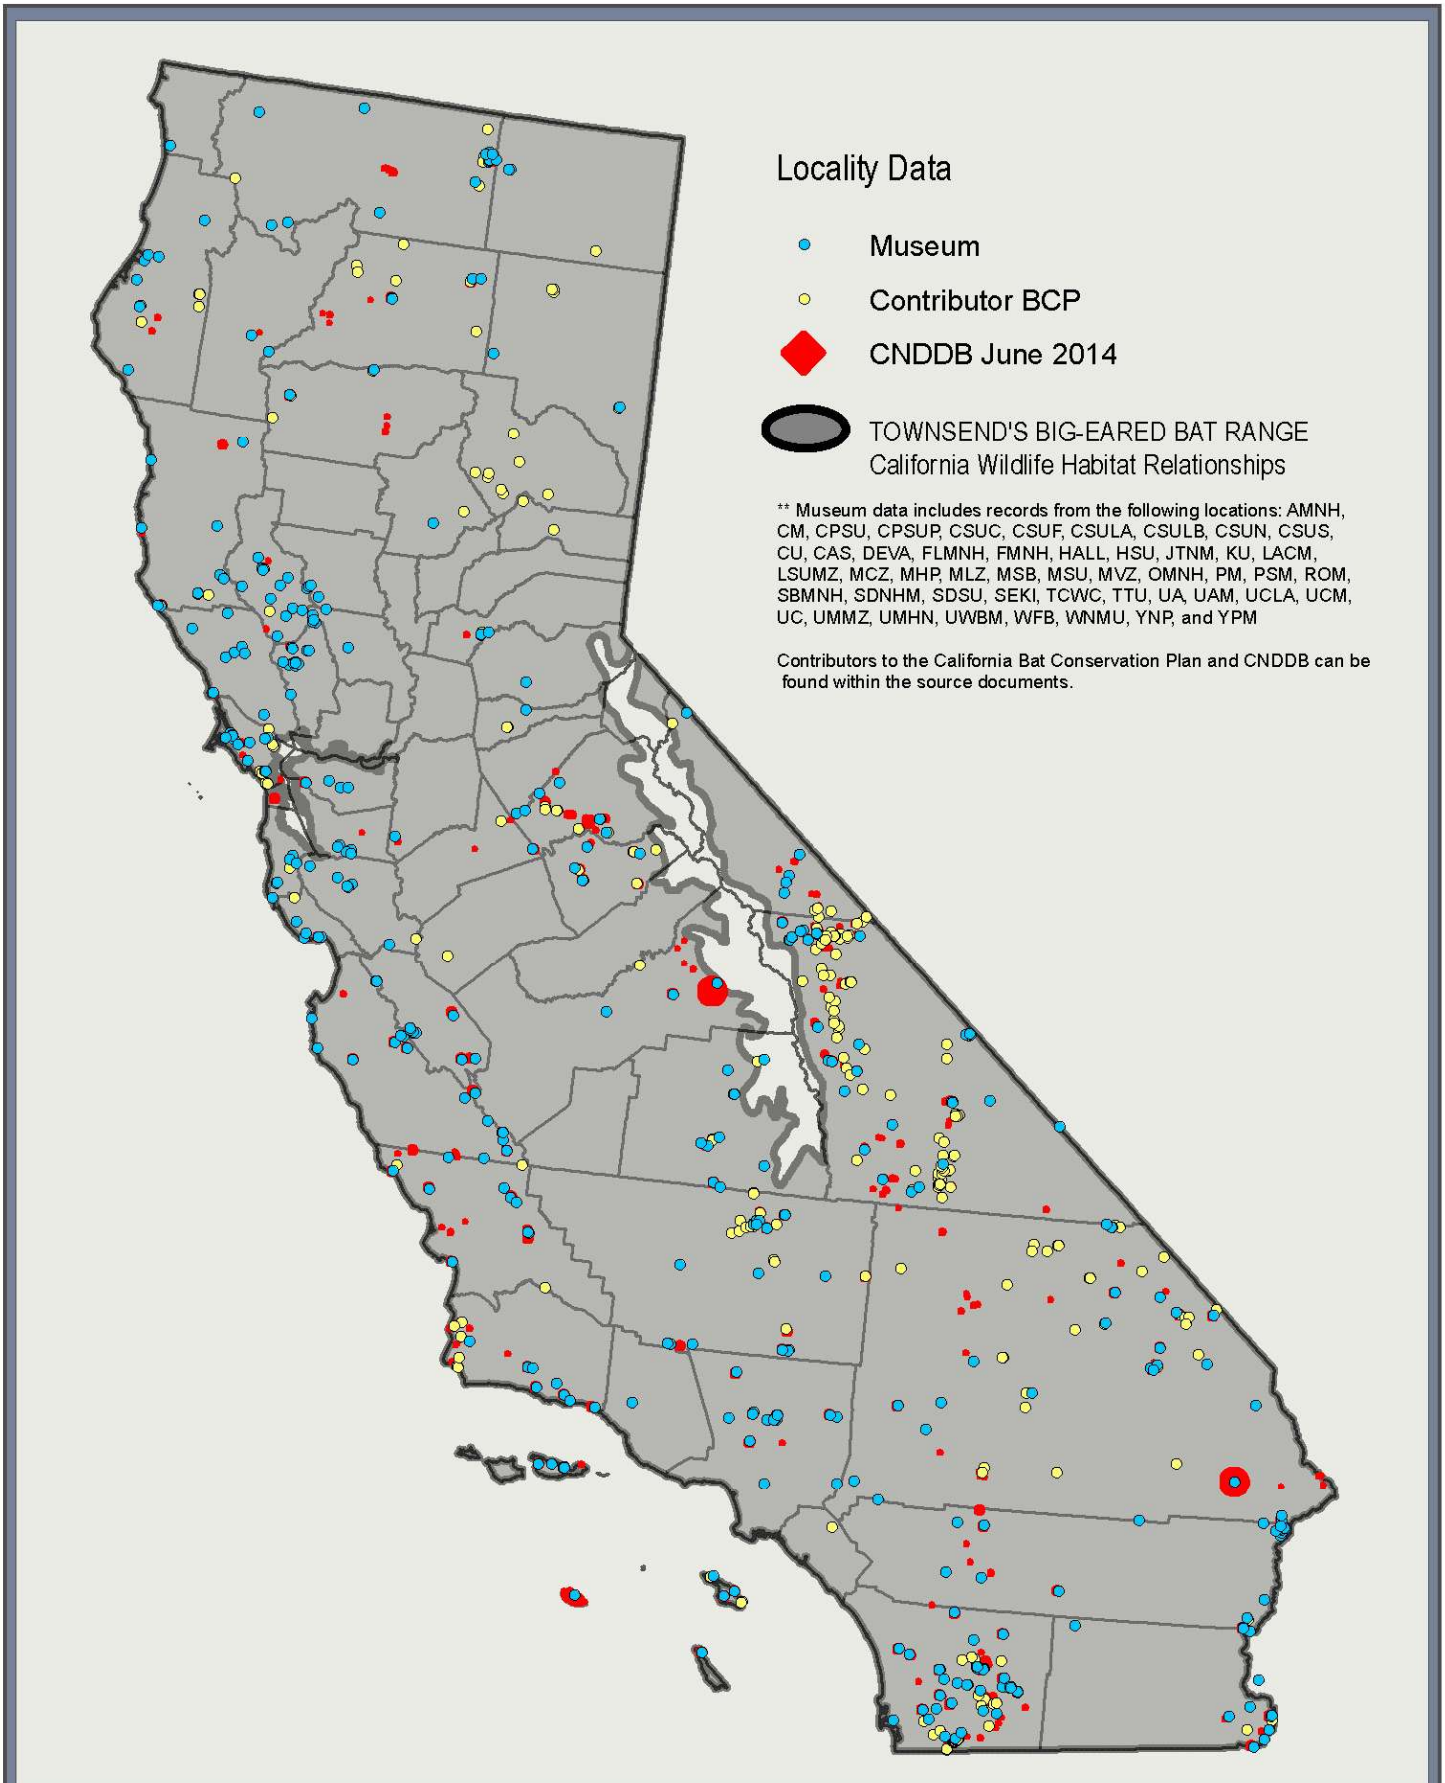 Locality Data
Museum
Contributor BCP
CNDDB June 2014
TOWNSEND'S BIG-EARED BAT RANGE
California Wildlife Habitat Relationships
** Museum data includes records from the following locations: AMNH,
CM, CPSU, CPSUP, CSUC, CSUF, CSULA, CSULB, CSUN, CSUS,
CU, CAS, DEVA, FLMNH, FMNH, HALL, HSU, JTNM, KU, LACM,
LSUMZ, MCZ, MHP, MLZ, MSB, MSU, MVZ, OMNH, PM, PSM, ROM,
SBMNH, SDNHM, SDSU, SEKI, TCWC, TTU, UA, UAM, UCLA, UCM,
UC, UMMZ, UMHN, UWBM, WFB, WNMU, YNP, and YPM
Contributors to the California Bat Conservation Plan and CNDDB can be
found within the source documents.